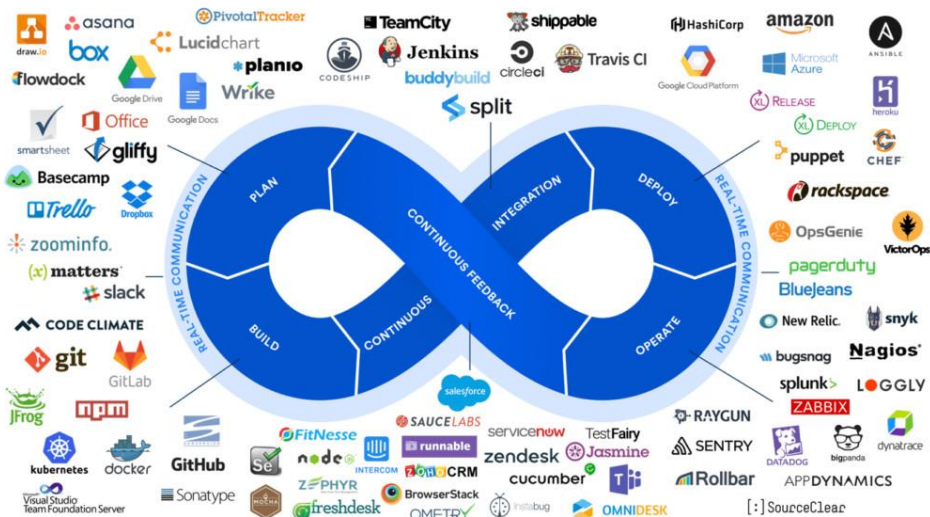 draw.io
asana
PivotalTracker
box
Lucidchart
flowdock
Google Drive
planio
Google Docs
Wrike
smartsheet
Office
gliffy
Basecamp
Trello
Dropbox
TeamCity
shippable
CODESHIP
Jenkins
circleci
Travis CI
buddybuild
split
HashiCorp
amazon
ANSIBLE
Google Cloud Platform
Microsoft
Azure
XL RELEASE
heroku
XL DEPLOY
puppet
CHEF
rackspace
REAL-TIME COMMUNICATION
PLAN
BUILD
CONTINUOUS
INTEGRATION
CONTINUOUS FEEDBACK
DEPLOY
OPERATE
REAL-TIME COMMUNICATION
zoominfo.
(x) matters
slack
OpsGenie
VictorOps
pagerduty
BlueJeans
CODE CLIMATE
git
GitLab
JFrog
npm
kubernetes
docker
GitHub
Visual Studio
Team Foundation Server
Sonatype
salesforce
SAUCELABS
FitNesse
Se
node
INTERCOM
runnable
servicenow
TestFairy
zendesk
Jasmine
ZOHO CRM
cucumber
ZEPHYR
MOCHA
freshdesk
BrowserStack
Instabug
OMNIDESK
New Relic.
snyk
bugsnag
Nagios
splunk>
LOGGLY
ZABBIX
RAYGUN
SENTRY
DATADOG
bigpanda
dynatrace
Rollbar
APPDYNAMICS
[:]SourceClear